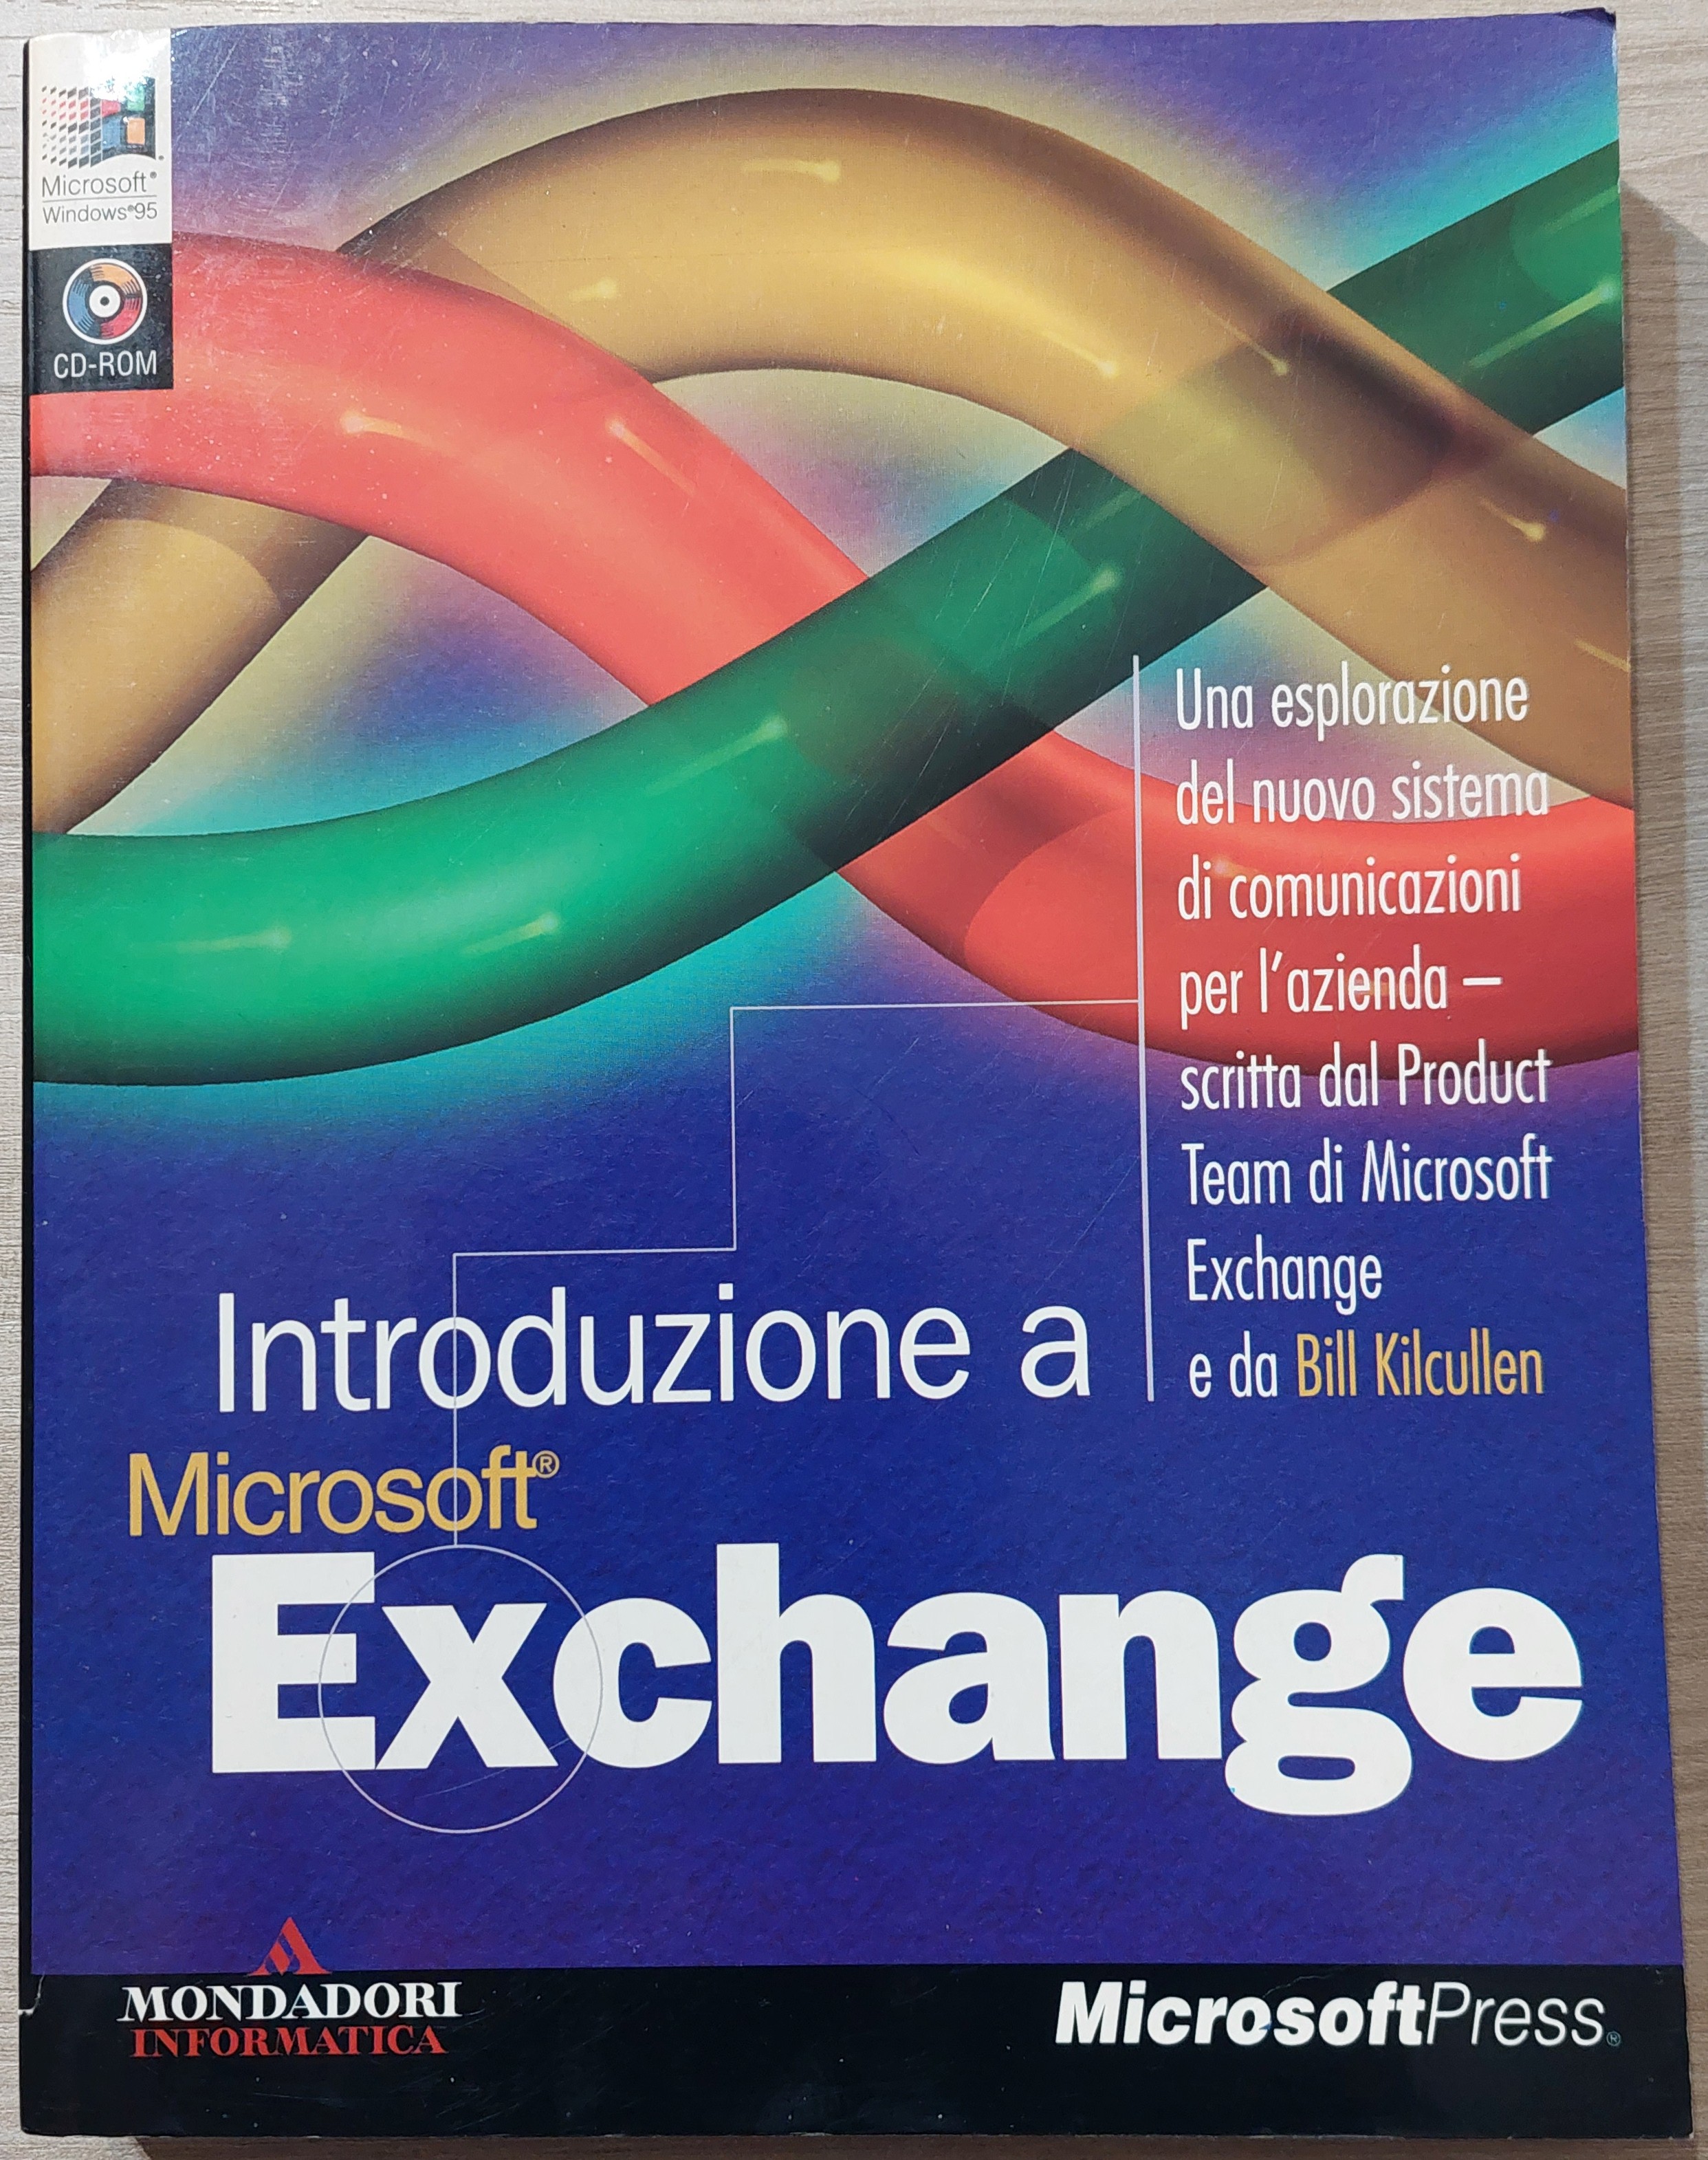 Microsoft®
Windows®95
CD-ROM
Una esplorazione
del nuovo sistema
di comunicazioni
per l'azienda –
scritta dal Product
Team di Microsoft
Exchange
e da Bill Kilcullen
Introduzione a
Microsoft®
Exchange
MONDADORI
INFORMATICA
MicrosoftPress®